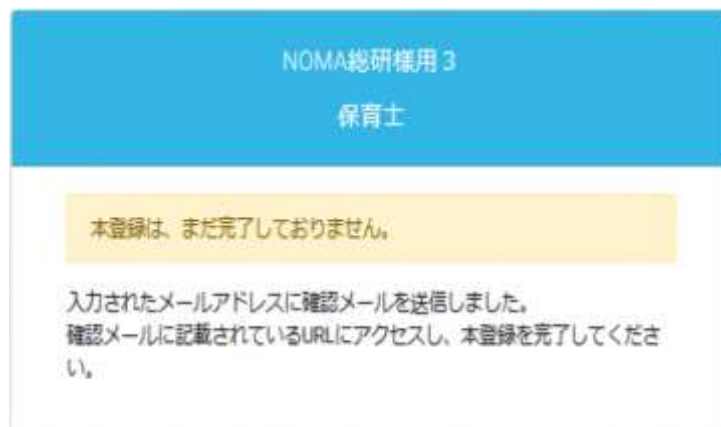 NOMA総研様用３
保育士
本登録は、まだ完了しておりません。
入力されたメールアドレスに確認メールを送信しました。
確認メールに記載されているURLにアクセスし、本登録を完了してくださ
い。